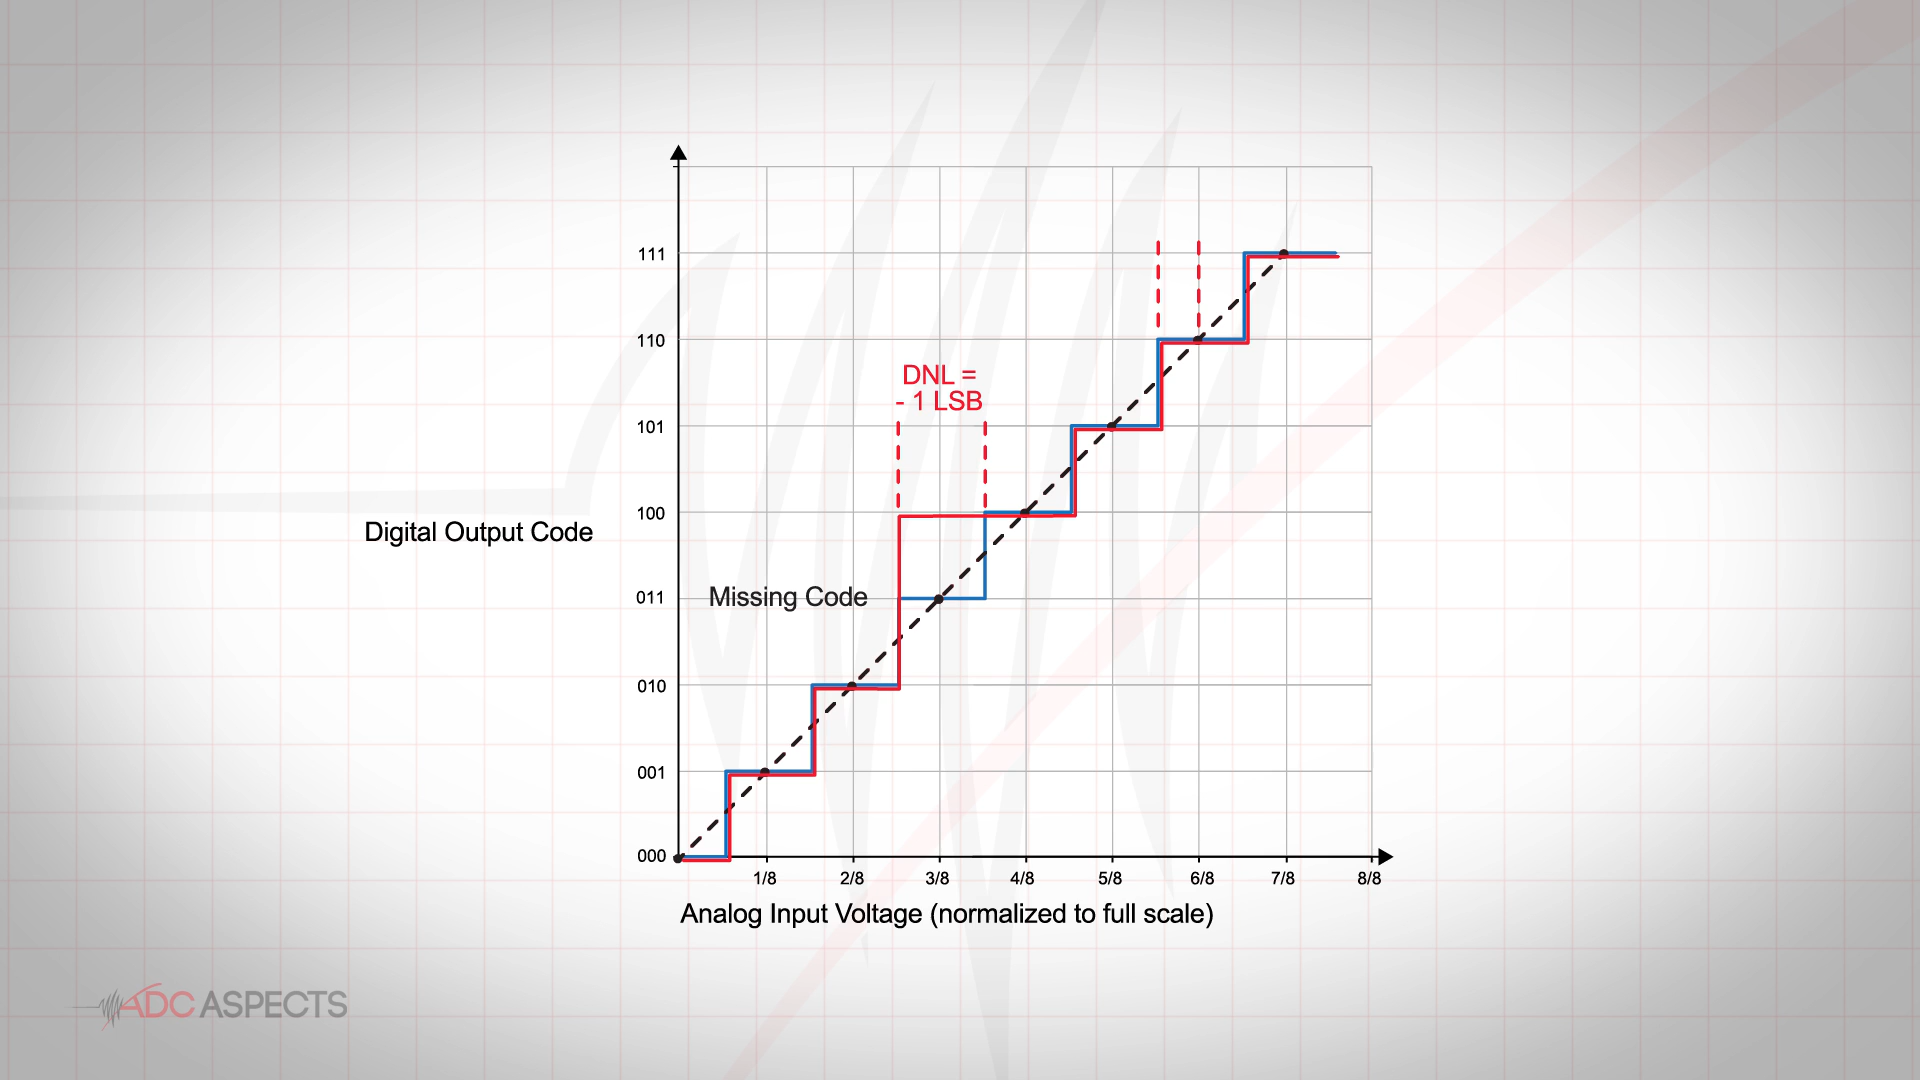 111
110
DNL =
- 1 LSB
101
100
Digital Output Code
Missing Code
011
010
001
000
1/8 2/8 3/8 4/8 5/8 6/8 7/8 8/8
Analog Input Voltage (normalized to full scale)
ADC ASPECTS